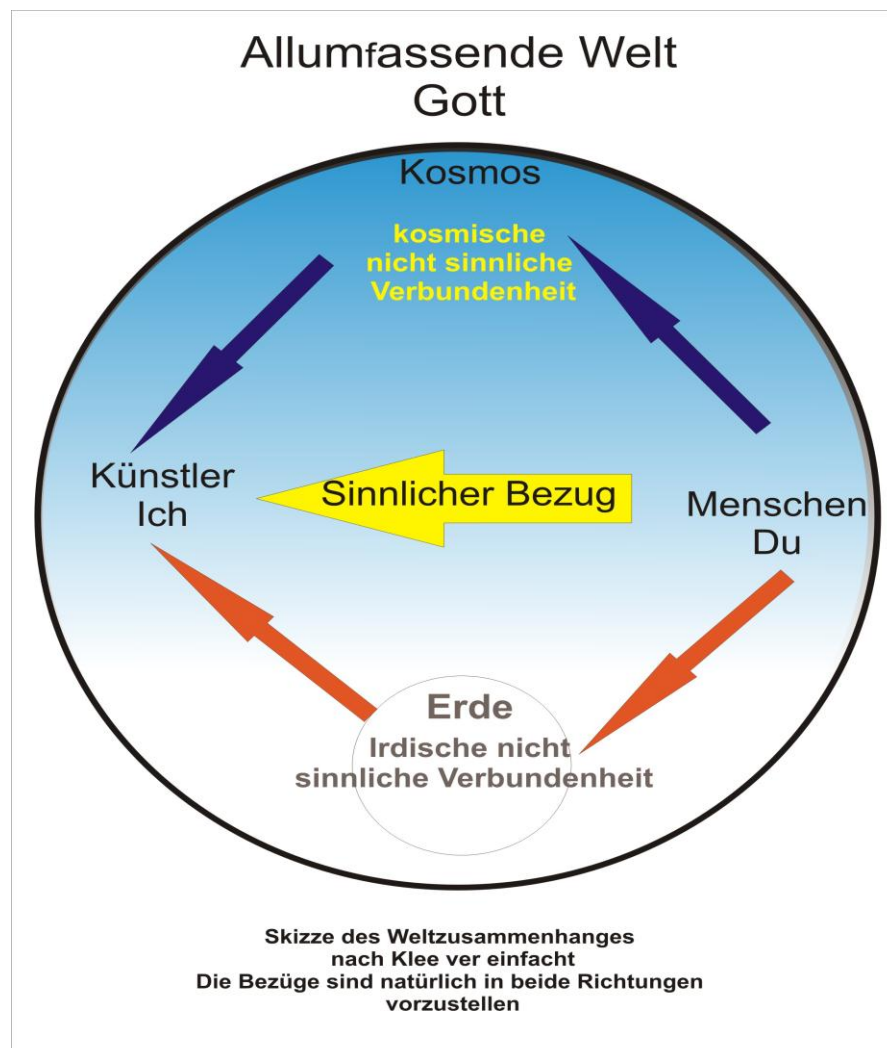 Allumfassende Welt
Gott
Kosmos
kosmische
nicht sinnliche
Verbundenheit
Künstler
Ich
Sinnlicher Bezug
Menschen
Du
Erde
Irdische nicht
sinnliche Verbundenheit
Skizze des Weltzusammenhanges
nach Klee ver einfacht
Die Bezüge sind natürlich in beide Richtungen
vorzustellen